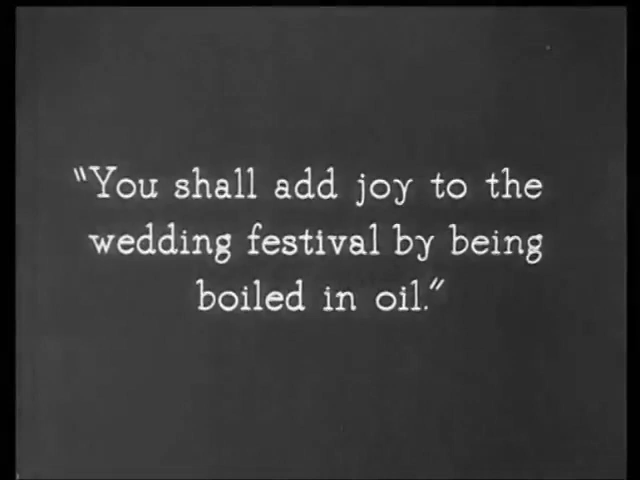 "You shall add joy to the
wedding festival by being
boiled in oil."